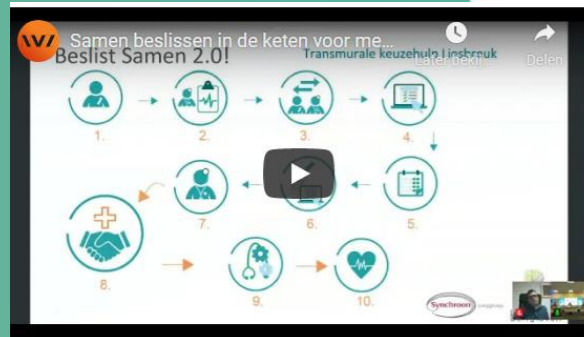 Samen beslissen in de keten voor me...
Beslist Samen 2.0!
Transmurale keuzehulp Liesbreuk
Later beki...
Delen
1.
2.
3.
4.
7.
6.
5.
8.
9.
10.
Synchroon